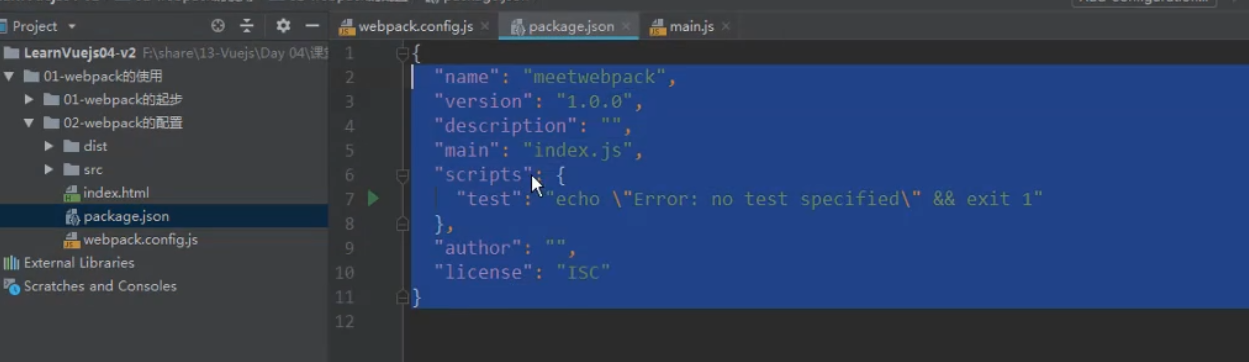 Project
webpack.config.js
package.json
main.js
LearnVuejs04-v2 F:\share\13-Vuejs\Day 04\课
01-webpack的使用
01-webpack的起步
02-webpack的配置
dist
src
index.html
package.json
webpack.config.js
External Libraries
Scratches and Consoles
1 {
2 "name": "meetwebpack",
3 "version": "1.0.0",
4 "description": "",
5 "main": "index.js",
6 "scripts": {
7 "test": "echo \"Error: no test specified\" && exit 1"
8 },
9 "author": "",
10 "license": "ISC"
11 }
12